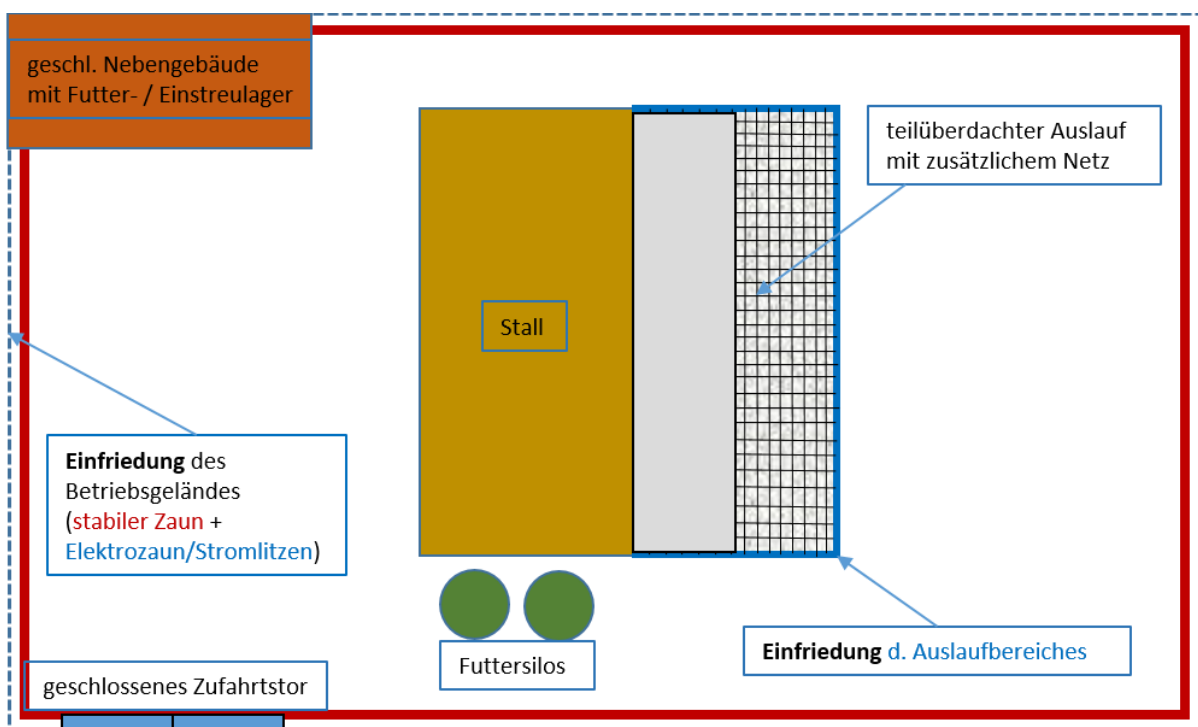 geschl. Nebengebäude
mit Futter- / Einstreulager
teilüberdachter Auslauf
mit zusätzlichem Netz
Stall
Einfriedung des
Betriebsgeländes
(stabiler Zaun +
Elektrozaun/Stromlitzen)
Futtersilos
Einfriedung d. Auslaufbereiches
geschlossenes Zufahrtstor